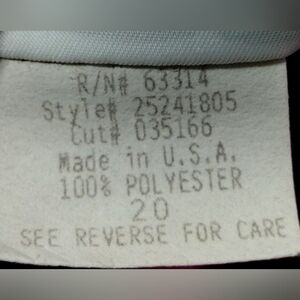 R/N# 63314
Style# 25241805
Cut# 035166
Made in U.S.A.
100% POLYESTER
20
SEE REVERSE FOR CARE